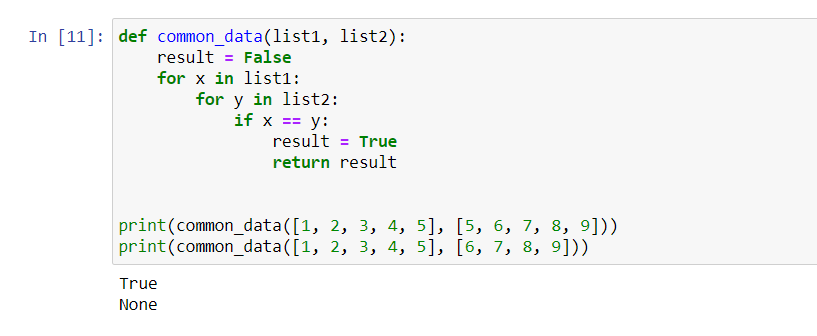 In [11]: def common_data(list1, list2):
    result = False
    for x in list1:
        for y in list2:
            if x == y:
                result = True
                return result
print(common_data([1, 2, 3, 4, 5], [5, 6, 7, 8, 9]))
print(common_data([1, 2, 3, 4, 5], [6, 7, 8, 9]))
True
None